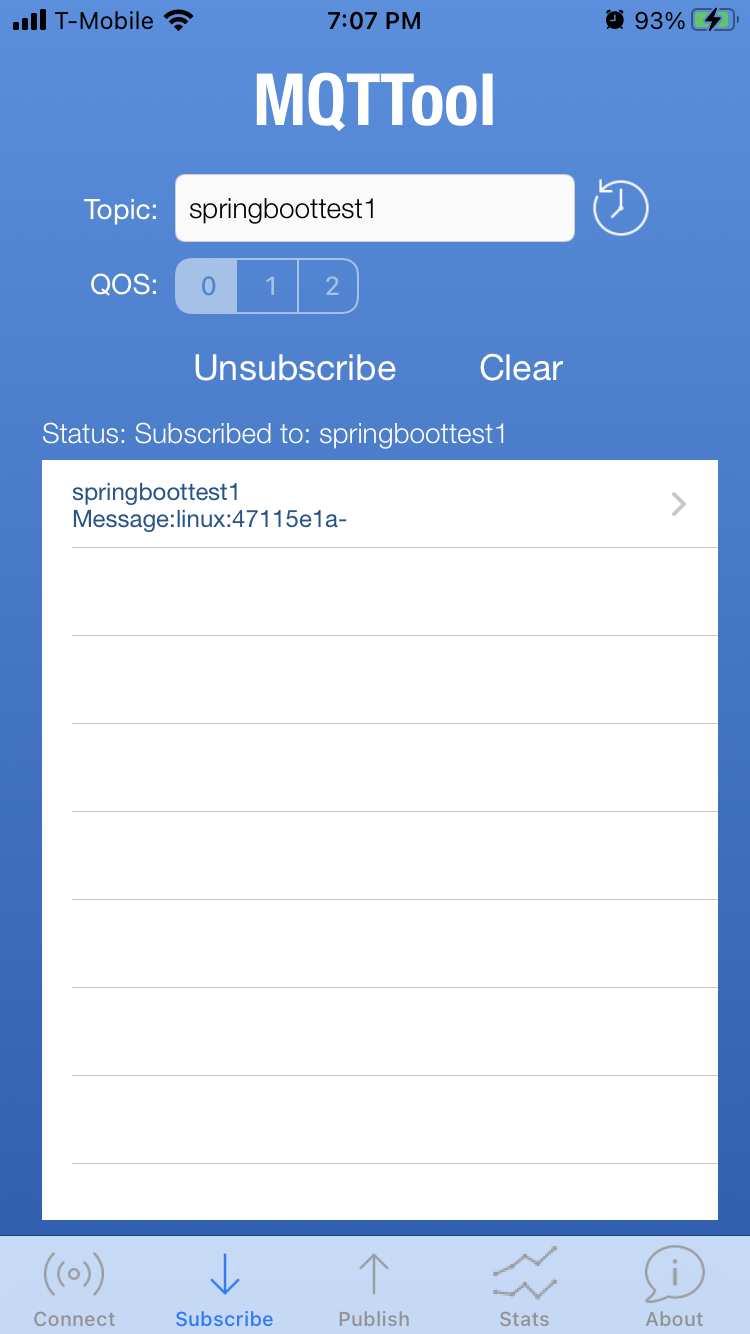 T-Mobile 7:07 PM 93%
MQTTool
Topic: springboottest1
QOS: 0 1 2
Unsubscribe Clear
Status: Subscribed to: springboottest1
springboottest1
Message:linux:47115e1a-
Connect Subscribe Publish Stats About